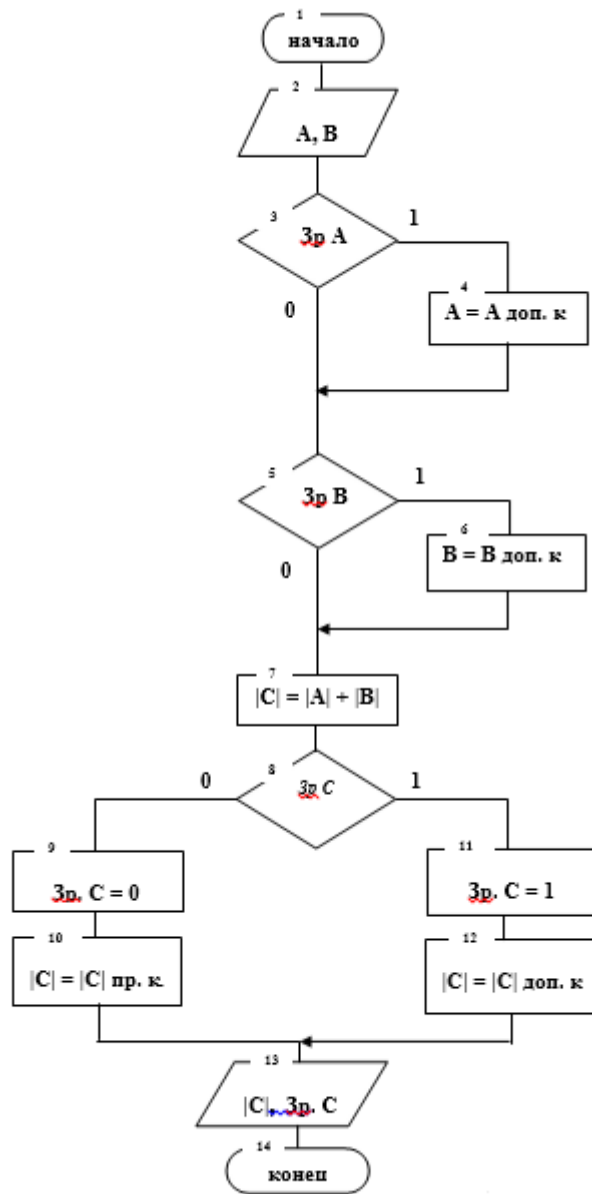 1
начало
2
А, В
3
Зр А
1
0
4
А = А доп. к
5
Зр В
1
0
6
В = В доп. к
7
|С| = |А| + |В|
8
Зр С
0
1
9
Зр. С = 0
10
|С| = |С| пр. к.
11
Зр. С = 1
12
|С| = |С| доп. к
13
|С|, Зр. С
14
конец